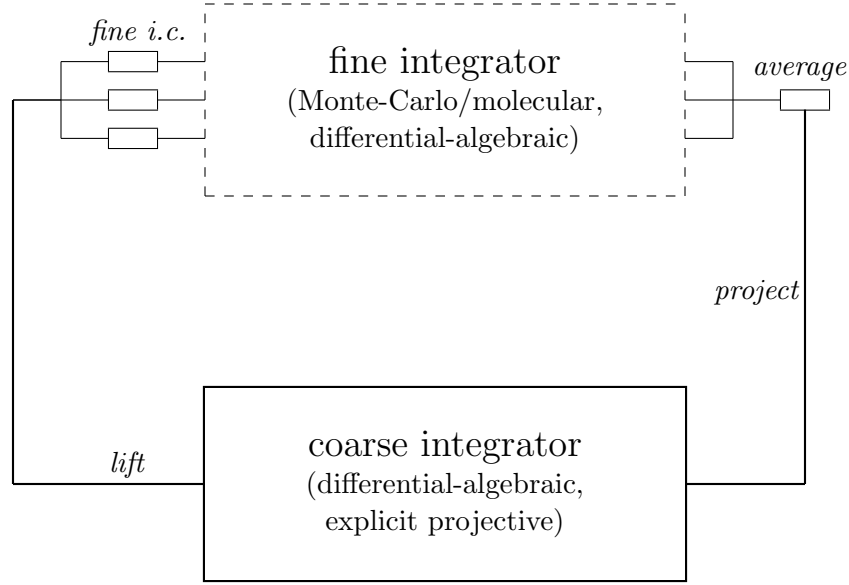 fine i.c.
fine integrator
(Monte-Carlo/molecular,
differential-algebraic)
average
project
lift
coarse integrator
(differential-algebraic,
explicit projective)